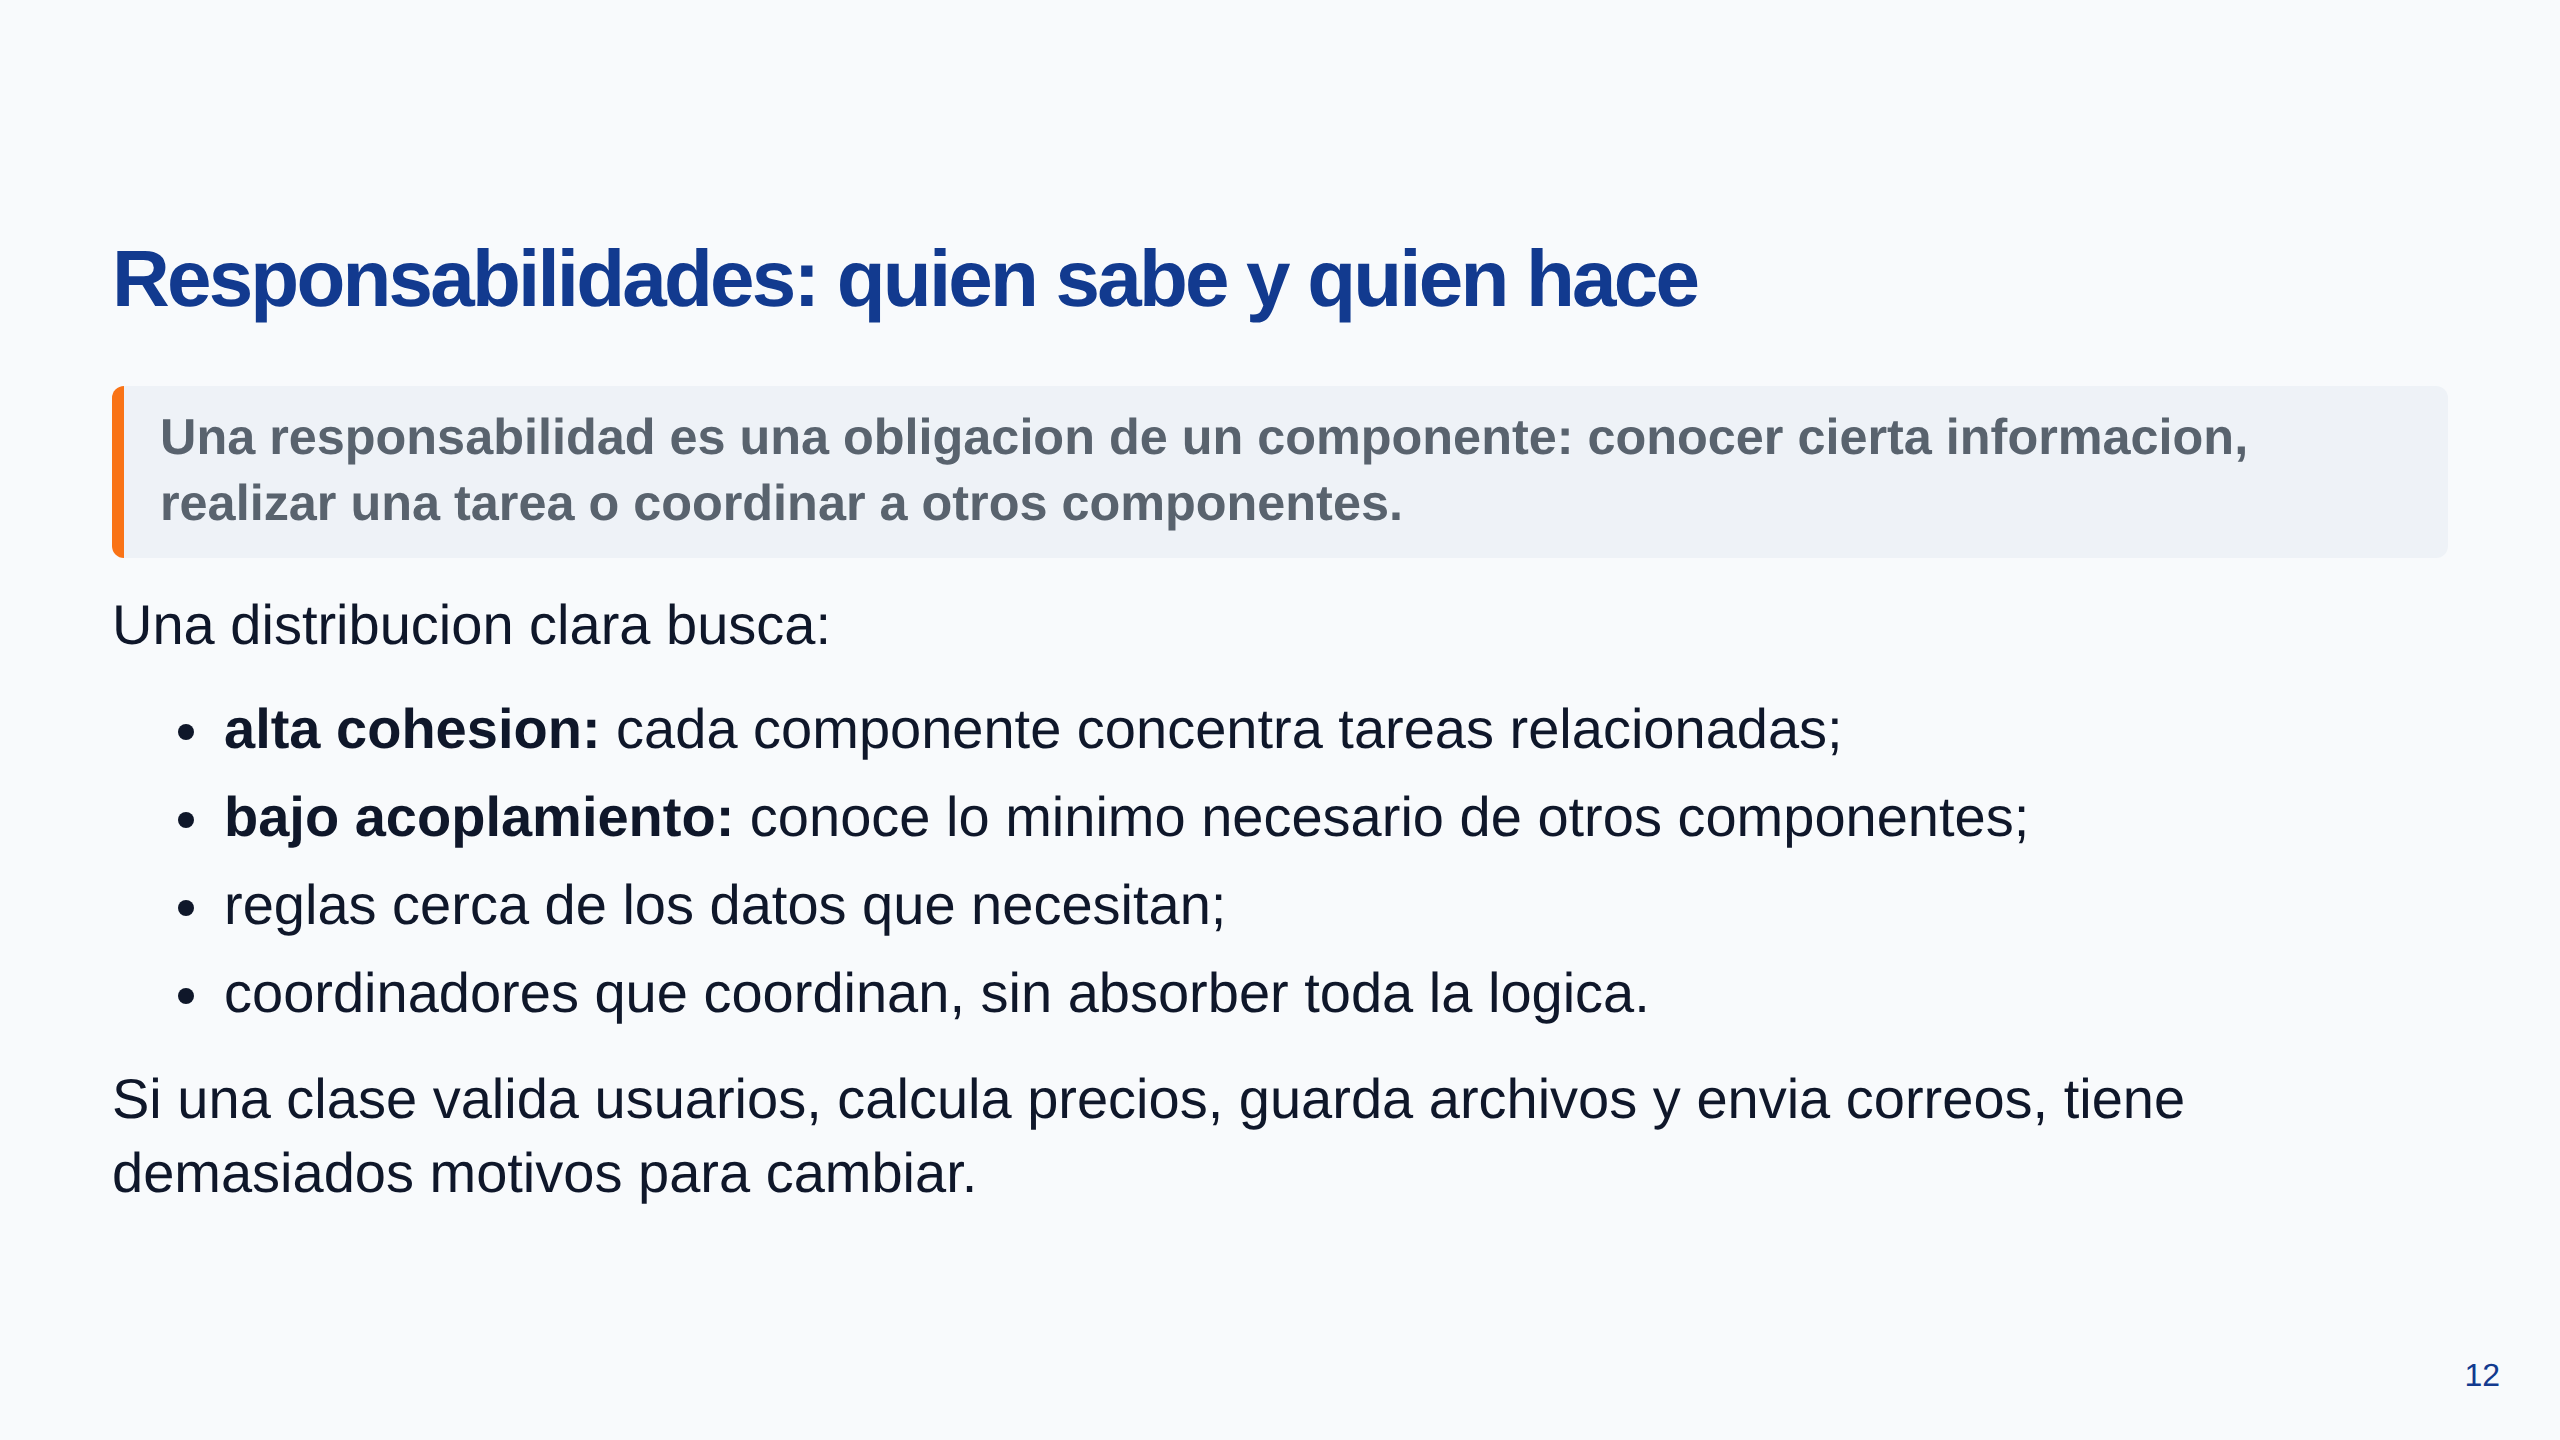 Responsabilidades: quien sabe y quien hace
Una responsabilidad es una obligacion de un componente: conocer cierta informacion,
realizar una tarea o coordinar a otros componentes.
Una distribucion clara busca:
• alta cohesion: cada componente concentra tareas relacionadas;
• bajo acoplamiento: conoce lo minimo necesario de otros componentes;
• reglas cerca de los datos que necesitan;
• coordinadores que coordinan, sin absorber toda la logica.
Si una clase valida usuarios, calcula precios, guarda archivos y envia correos, tiene
demasiados motivos para cambiar.
12